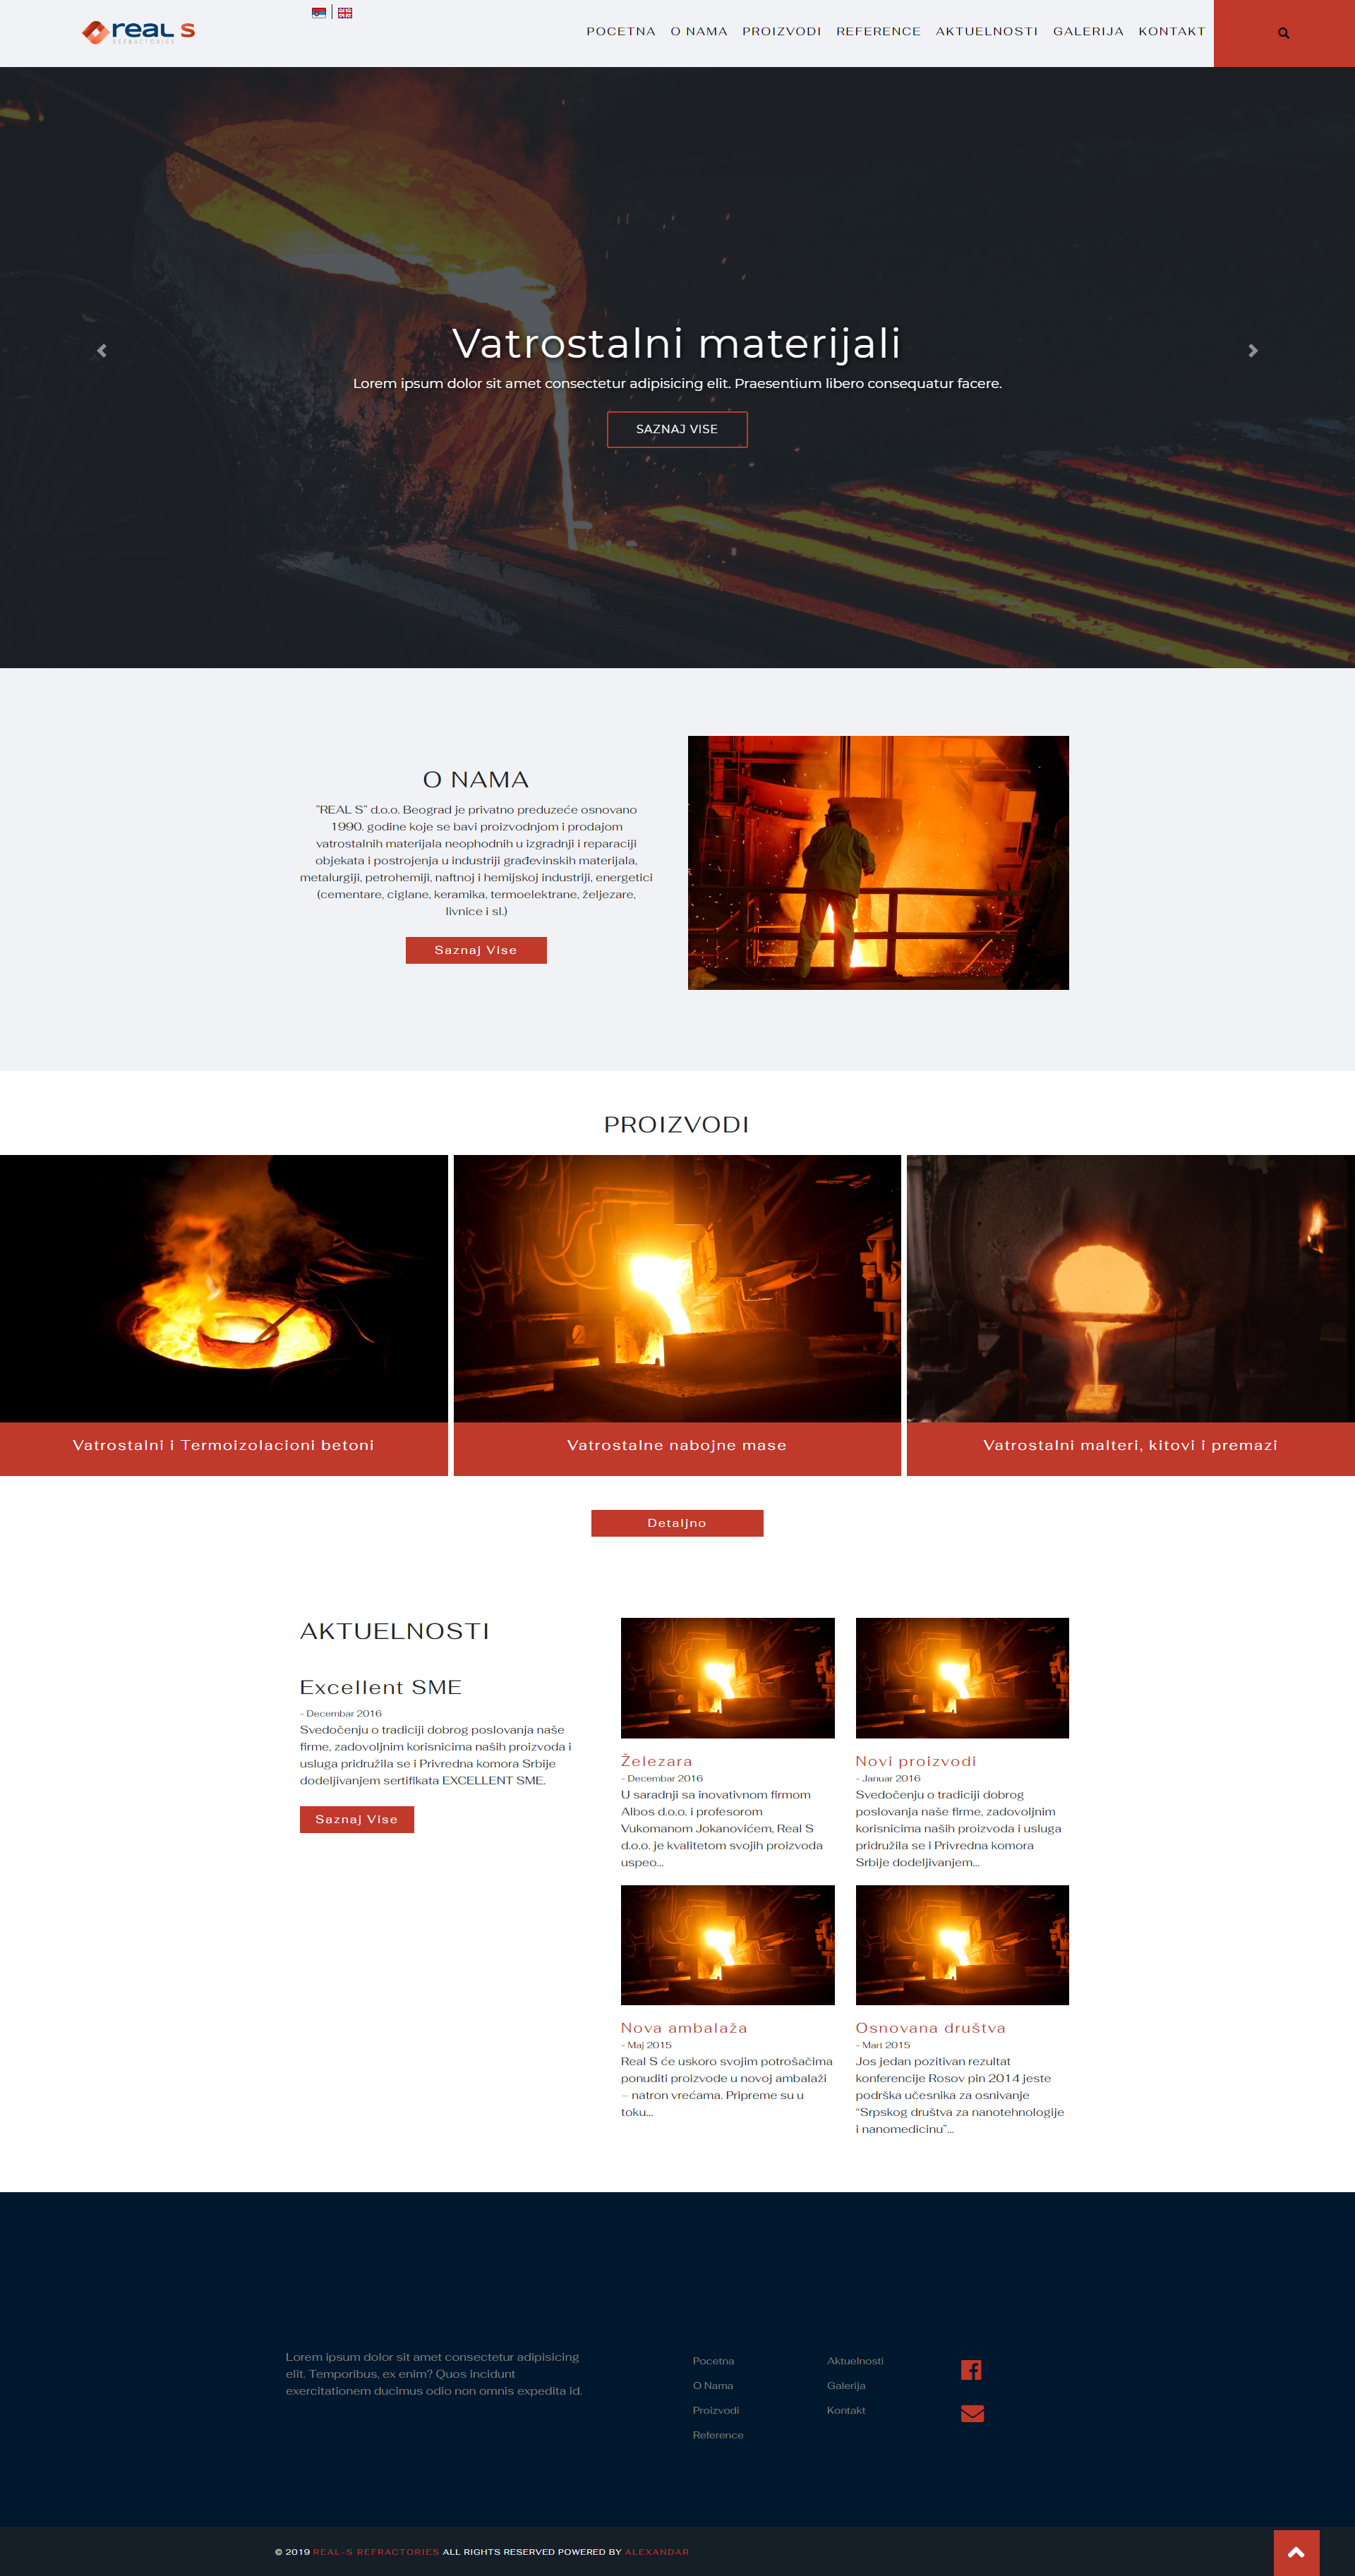 real S
REFRACTORIES
POCETNA O NAMA PROIZVODI REFERENCE AKTUELNOSTI GALERIJA KONTAKT
Vatrostalni materijali
Lorem ipsum dolor sit amet consectetur adipisicing elit. Praesentium libero consequatur facere.
SAZNAJ VISE
O NAMA
"REAL S" d.o.o. Beograd je privatno preduzeće osnovano
1990. godine koje se bavi proizvodnjom i prodajom
vatrostalnih materijala neophodnih u izgradnji i reparaciji
objekata i postrojenja u industriji građevinskih materijala,
metalurgiji, petrohemiji, naftnoj i hemijskoj industriji, energetici
(cementare, ciglane, keramika, termoelektrane, željezare,
livnice i sl.)
Saznaj Vise
PROIZVODI
Vatrostalni i Termoizolacioni betoni
Vatrostalne nabojne mase
Vatrostalni malteri, kitovi i premazi
Detaljno
AKTUELNOSTI
Excellent SME
- Decembar 2016
Svedočenju o tradiciji dobrog poslovanja naše
firme, zadovoljnim korisnicima naših proizvoda i
usluga pridružila se i Privredna komora Srbije
dodeljivanjem sertifikata EXCELLENT SME.
Saznaj Vise
Železara
- Decembar 2016
U saradnji sa inovativnom firmom
Albos d.o.o. i profesorom
Vukomanom Jokanovićem, Real S
d.o.o. je kvalitetom svojih proizvoda
uspeo...
Novi proizvodi
- Januar 2016
Svedočenju o tradiciji dobrog
poslovanja naše firme, zadovoljnim
korisnicima naših proizvoda i usluga
pridružila se i Privredna komora
Srbije dodeljivanjem...
Nova ambalaža
- Maj 2015
Real S će uskoro svojim potrošačima
ponuditi proizvode u novoj ambalaži
– natron vrećama. Pripreme su u
toku...
Osnovana društva
- Mart 2015
Jos jedan pozitivan rezultat
konferencije Rosov pin 2014 jeste
podrška učesnika za osnivanje
“Srpskog društva za nanotehnologije
i nanomedicinu”...
Lorem ipsum dolor sit amet consectetur adipisicing
elit. Temporibus, ex enim? Quos incidunt
exercitationem ducimus odio non omnis expedita id.
Pocetna
O Nama
Proizvodi
Reference
Aktuelnosti
Galerija
Kontakt
© 2019 REAL-S REFRACTORIES ALL RIGHTS RESERVED POWERED BY ALEXANDAR